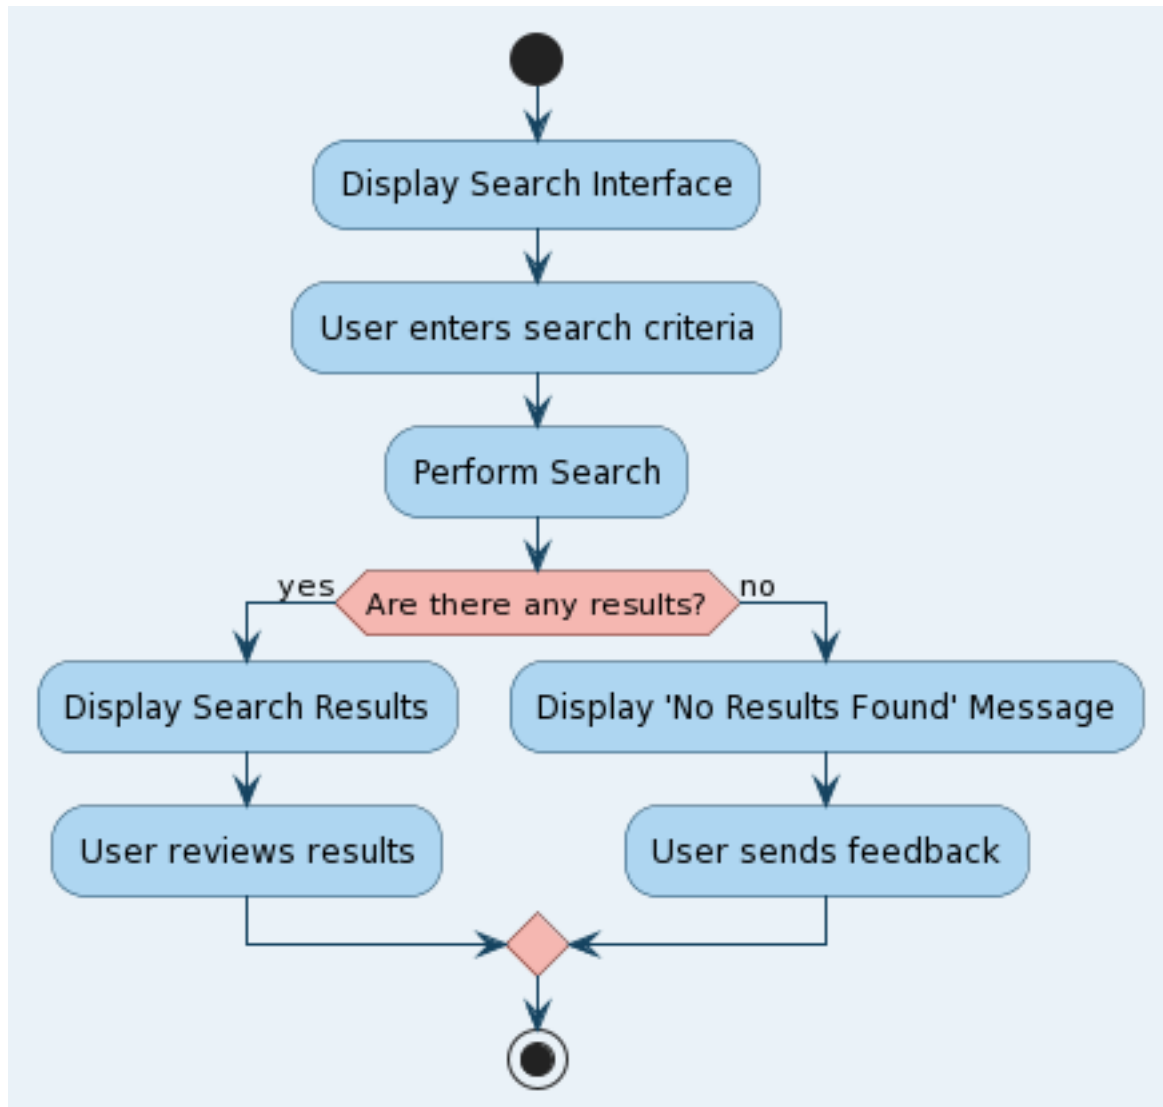 Display Search Interface
User enters search criteria
Perform Search
yes
Are there any results?
no
Display Search Results
Display 'No Results Found' Message
User reviews results
User sends feedback